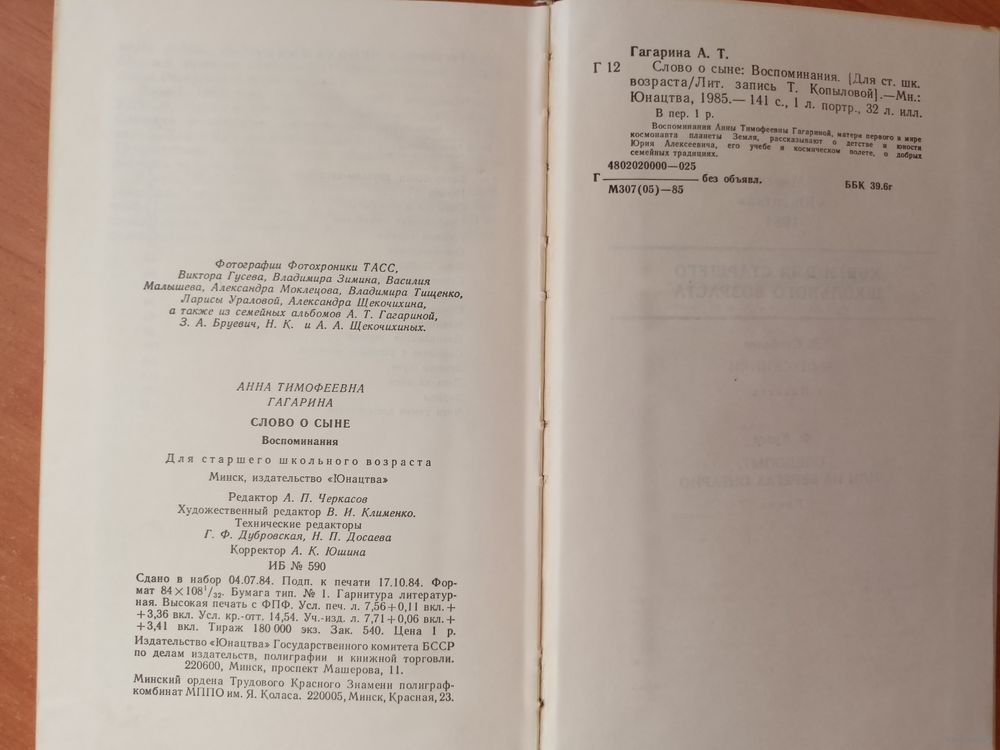 Фотографии Фотохроники ТАСС,
Виктора Гусева, Владимира Зимина, Василия
Малышева, Александра Моклецова, Владимира Тищенко,
Ларисы Ураловой, Александра Щекочихина,
а также из семейных альбомов А. Т. Гагариной,
З. А. Бруевич, Н. К. и А. А. Щекочихиных.
АННА ТИМОФЕЕВНА
ГАГАРИНА
СЛОВО О СЫНЕ
Воспоминания
Для старшего школьного возраста
Минск, издательство «Юнацтва»
Редактор А. П. Черкасов
Художественный редактор В. И. Клименко.
Технические редакторы
Г. Ф. Дубровская, Н. П. Досаева
Корректор А. К. Юшина
ИБ № 590
Сдано в набор 04.07.84. Подп. к печати 17.10.84. Фор-
мат 84×108¹/₃₂. Бумага тип. № 1. Гарнитура литератур-
ная. Высокая печать с ФПФ. Усл. печ. л. 7,56+0,11 вкл.+
+3,36 вкл. Усл. кр.-отт. 14,54. Уч.-изд. л. 7,71+0,06 вкл.+
+3,41 вкл. Тираж 180 000 экз. Зак. 540. Цена 1 р.
Издательство «Юнацтва» Государственного комитета БССР
по делам издательств, полиграфии и книжной торговли.
220600, Минск, проспект Машерова, 11.
Минский ордена Трудового Красного Знамени полиграф-
комбинат МППО им. Я. Коласа. 220005, Минск, Красная, 23.
Гагарина А. Т.
Г 12 Слово о сыне: Воспоминания. [Для ст. шк.
возраста/Лит. запись Т. Копыловой].—Мн.:
Юнацтва, 1985.— 141 с., 1 л. портр., 32 л. илл.
В пер. 1 р.
Воспоминания Анны Тимофеевны Гагариной, матери первого в мире
космонавта планеты Земля, рассказывают о детстве и юности
Юрия Алексеевича, его учебе и космическом полете, о добрых
семейных традициях.
4802020000—025
Г ———— без объявл.
М307(05)—85
ББК 39.6г